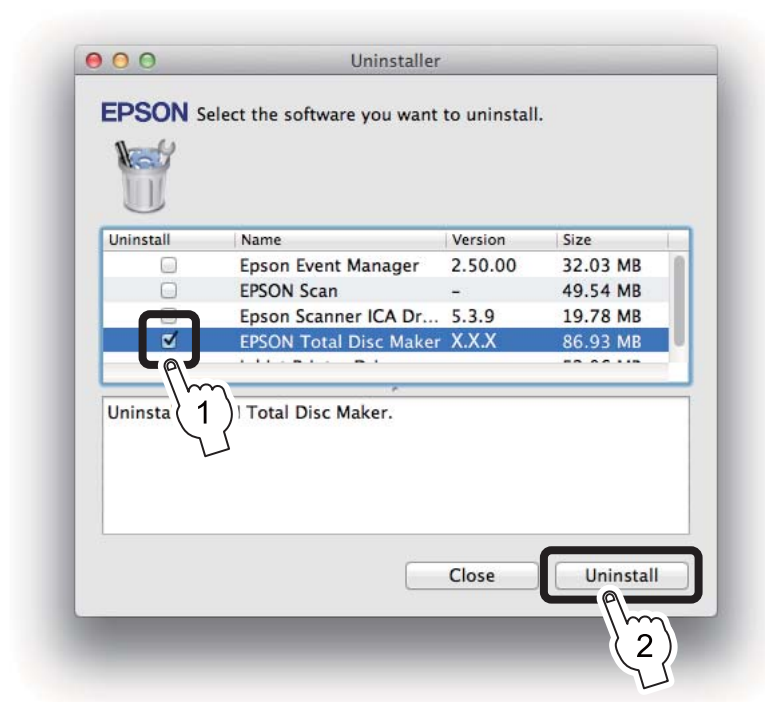 Uninstaller
EPSON Select the software you want to uninstall.
Uninstall Name Version Size
Epson Event Manager 2.50.00 32.03 MB
EPSON Scan – 49.54 MB
Epson Scanner ICA Dr... 5.3.9 19.78 MB
EPSON Total Disc Maker X.X.X 86.93 MB
1
Total Disc Maker.
Close Uninstall
2